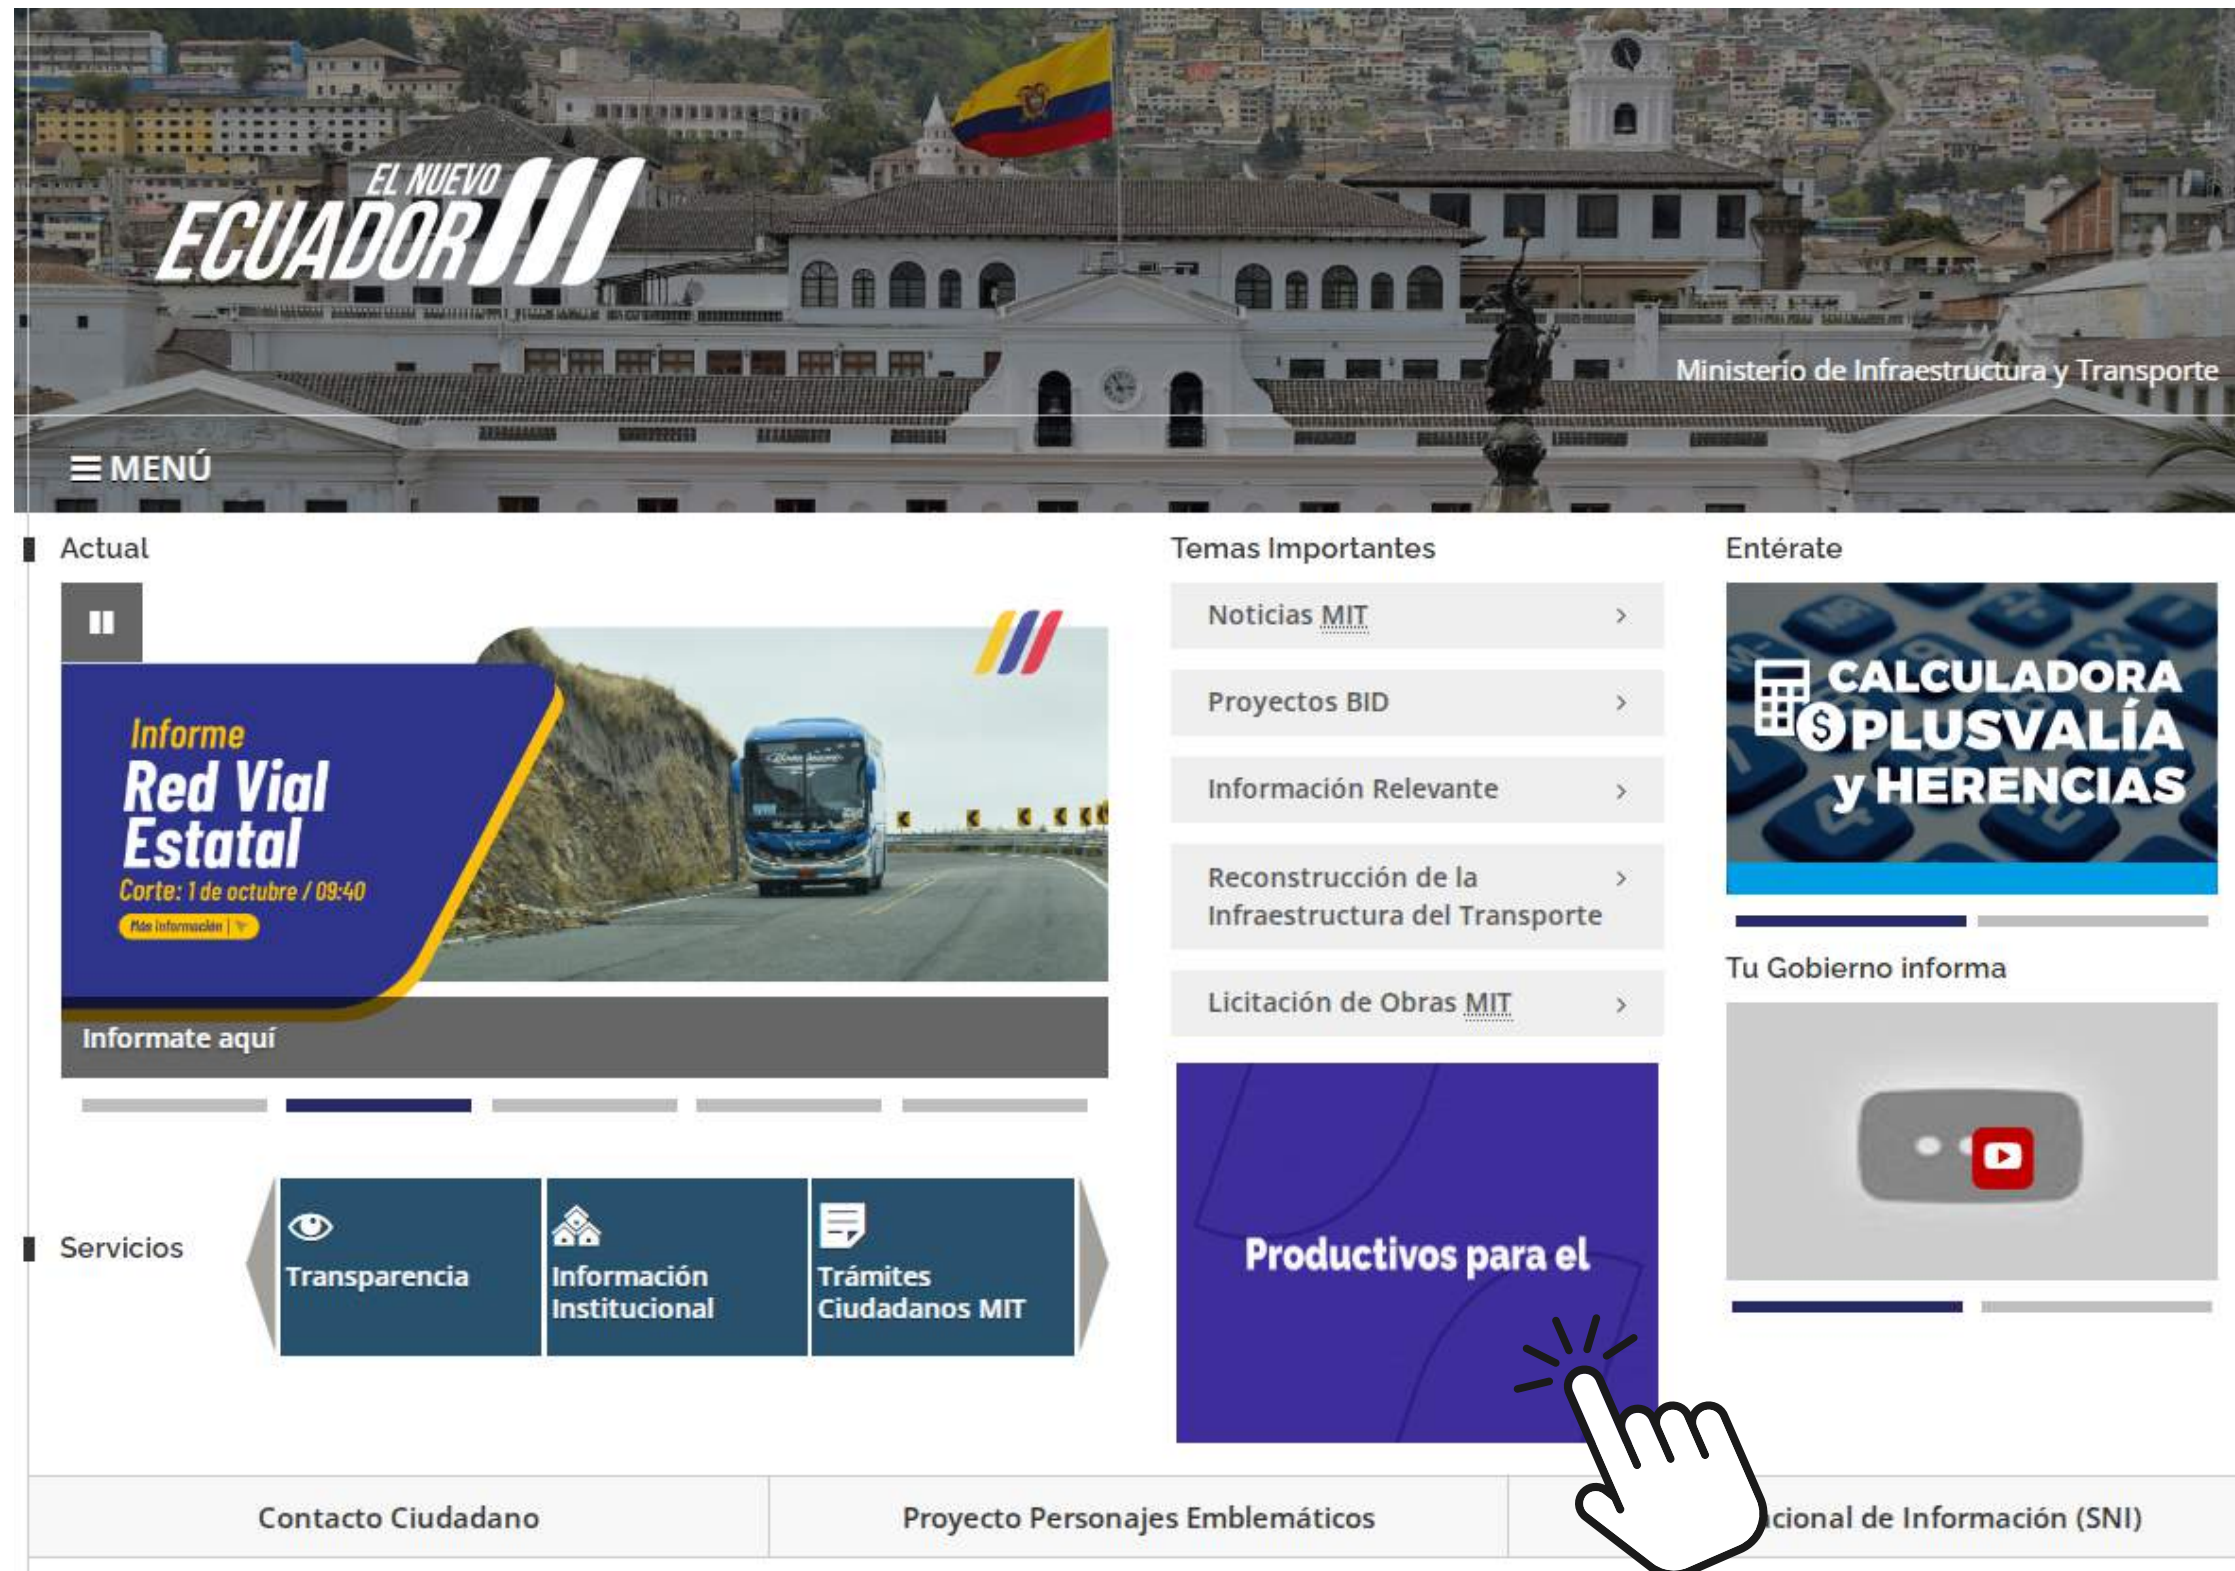 EL NUEVO
ECUADOR
Ministerio de Infraestructura y Transporte
MENÚ
Actual
Informe
Red Vial
Estatal
Corte: 1 de octubre / 09:40
Más información
Informate aquí
Servicios
Transparencia
Información
Institucional
Trámites
Ciudadanos MIT
Temas Importantes
Noticias MIT
Proyectos BID
Información Relevante
Reconstrucción de la
Infraestructura del Transporte
Licitación de Obras MIT
Productivos para el
Entérate
CALCULADORA
$ PLUSVALÍA
y HERENCIAS
Tu Gobierno informa
Contacto Ciudadano
Proyecto Personajes Emblemáticos
de Información (SNI)